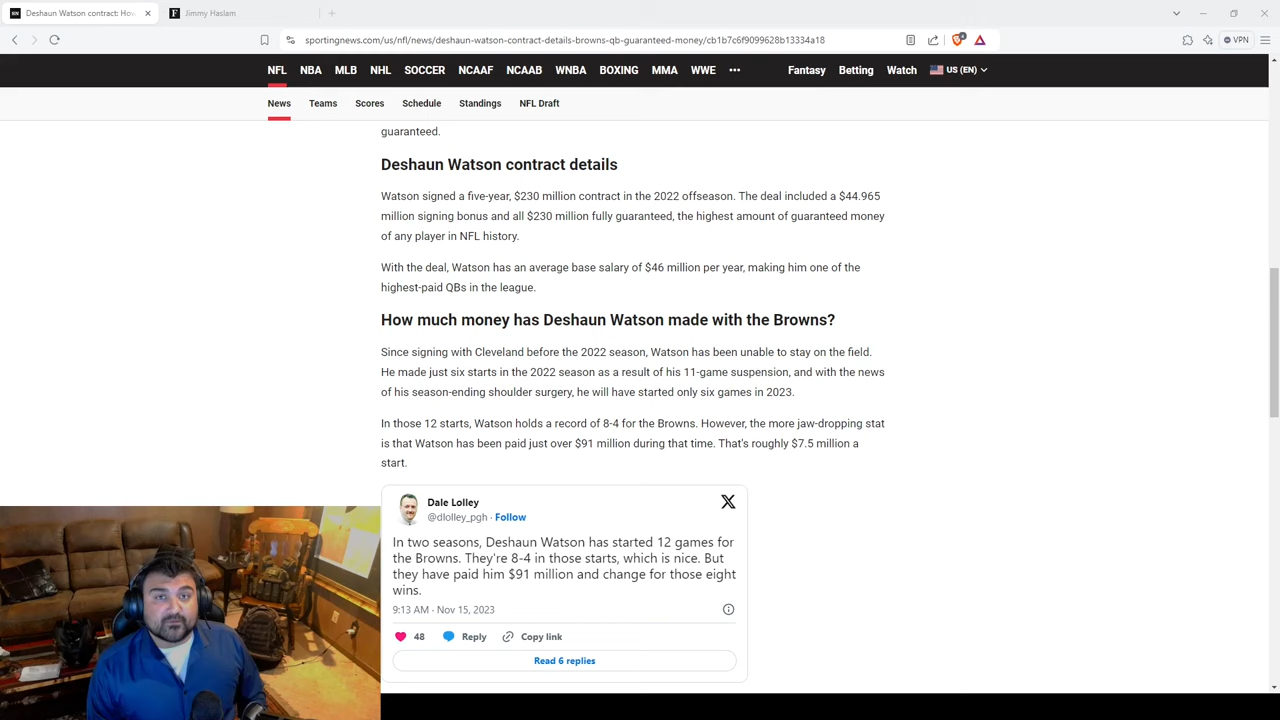 Deshaun Watson contract: How
Jimmy Haslam
sportingnews.com/us/nfl/news/deshaun-watson-contract-details-browns-qb-guaranteed-money/cb1b7c6f9099628b13334a18
4
VPN
NFL NBA MLB NHL SOCCER NCAAF NCAAB WNBA BOXING MMA WWE ••• Fantasy Betting Watch US (EN)
News Teams Scores Schedule Standings NFL Draft
guaranteed.
Deshaun Watson contract details
Watson signed a five-year, $230 million contract in the 2022 offseason. The deal included a $44.965
million signing bonus and all $230 million fully guaranteed, the highest amount of guaranteed money
of any player in NFL history.
With the deal, Watson has an average base salary of $46 million per year, making him one of the
highest-paid QBs in the league.
How much money has Deshaun Watson made with the Browns?
Since signing with Cleveland before the 2022 season, Watson has been unable to stay on the field.
He made just six starts in the 2022 season as a result of his 11-game suspension, and with the news
of his season-ending shoulder surgery, he will have started only six games in 2023.
In those 12 starts, Watson holds a record of 8-4 for the Browns. However, the more jaw-dropping stat
is that Watson has been paid just over $91 million during that time. That's roughly $7.5 million a
start.
Dale Lolley
@dlolley_pgh · Follow
In two seasons, Deshaun Watson has started 12 games for
the Browns. They're 8-4 in those starts, which is nice. But
they have paid him $91 million and change for those eight
wins.
9:13 AM · Nov 15, 2023
48 Reply Copy link
Read 6 replies